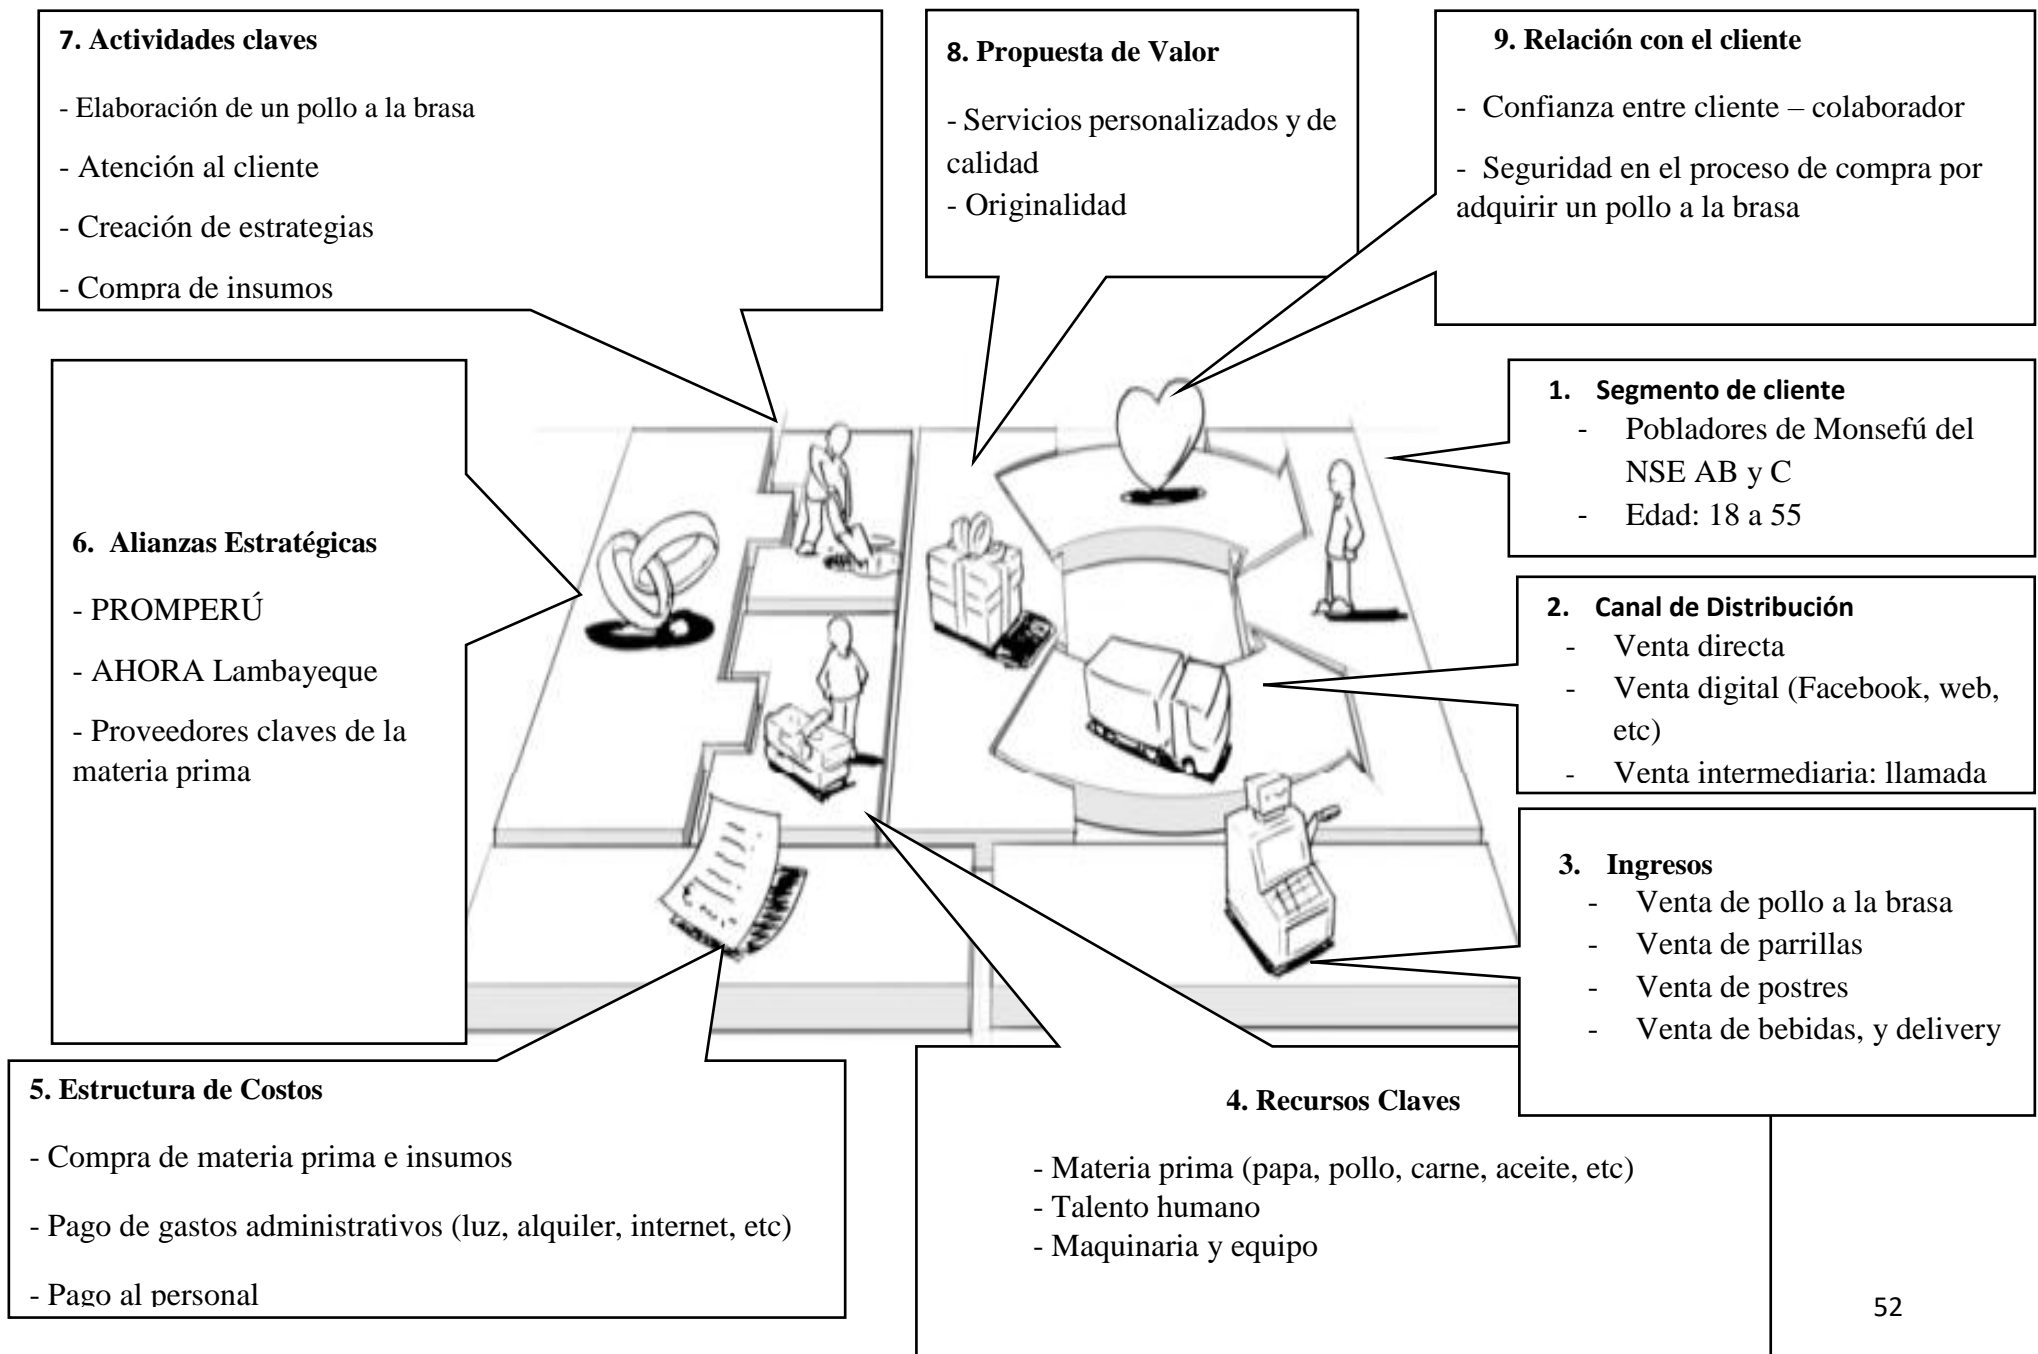 7. Actividades claves
- Elaboración de un pollo a la brasa
- Atención al cliente
- Creación de estrategias
- Compra de insumos
8. Propuesta de Valor
- Servicios personalizados y de
calidad
- Originalidad
9. Relación con el cliente
- Confianza entre cliente – colaborador
- Seguridad en el proceso de compra por
adquirir un pollo a la brasa
6. Alianzas Estratégicas
- PROMPERÚ
- AHORA Lambayeque
- Proveedores claves de la
materia prima
1. Segmento de cliente
- Pobladores de Monsefú del
NSE AB y C
- Edad: 18 a 55
2. Canal de Distribución
- Venta directa
- Venta digital (Facebook, web,
etc)
- Venta intermediaria: llamada
3. Ingresos
- Venta de pollo a la brasa
- Venta de parrillas
- Venta de postres
- Venta de bebidas, y delivery
5. Estructura de Costos
- Compra de materia prima e insumos
- Pago de gastos administrativos (luz, alquiler, internet, etc)
- Pago al personal
4. Recursos Claves
- Materia prima (papa, pollo, carne, aceite, etc)
- Talento humano
- Maquinaria y equipo
52